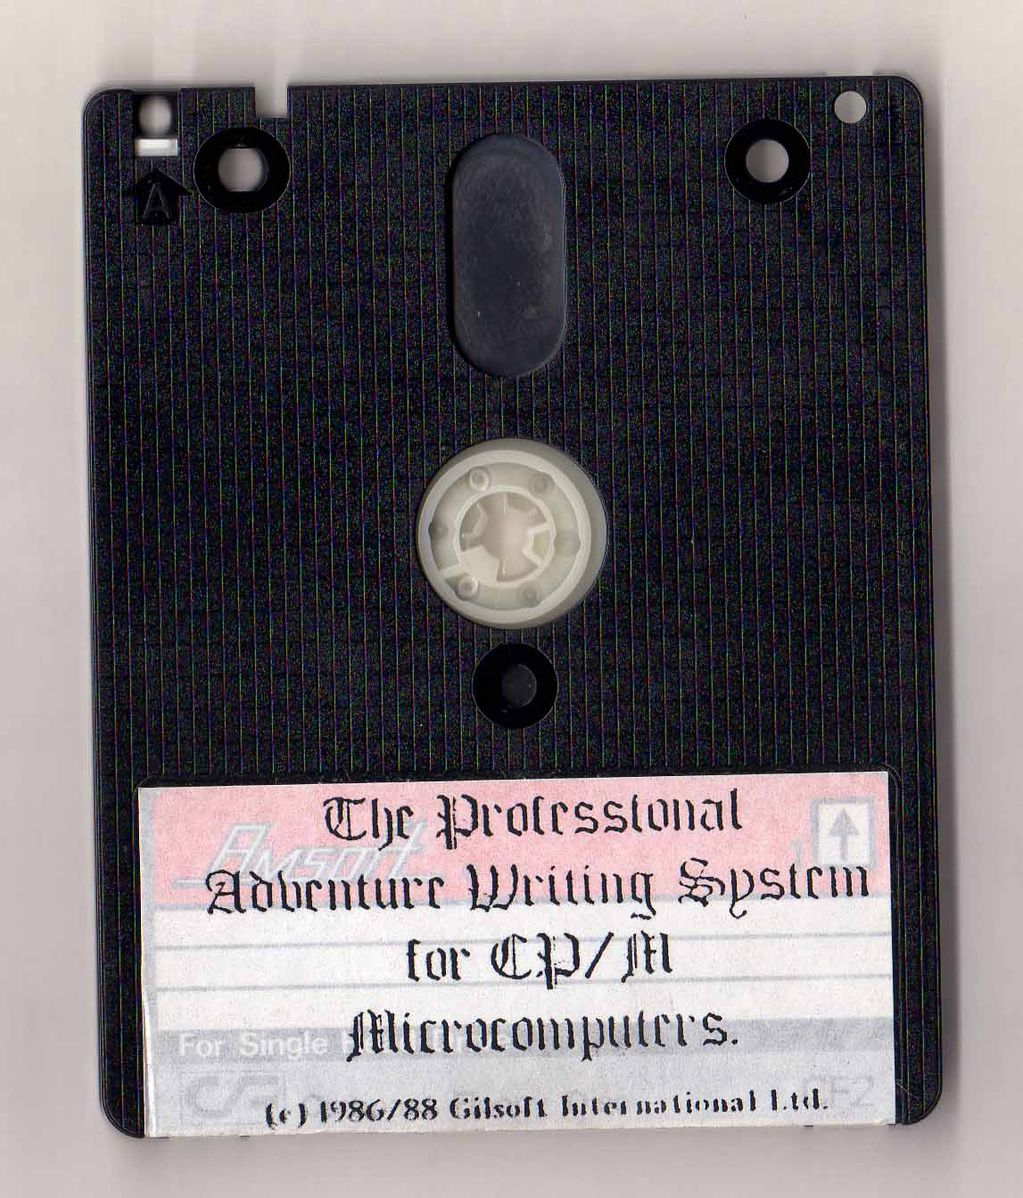 A
The Professional
Amsoft
Adventure Writing System
for CP/M
Microcomputers.
For Single
CF2
(c) 1986/88 Gilsoft International Ltd.